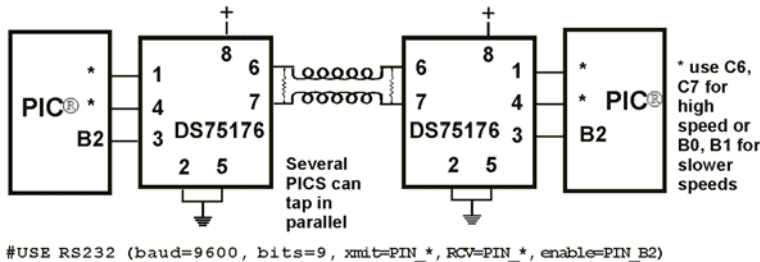 +
+
8
8
6
6
* use C6,
*
1
1
*
C7 for
PIC®
*
4
7
7
4
*
PIC®
high
DS75176
DS75176
speed or
B2
3
3
B2
B0, B1 for
2
5
Several
2
5
slower
PICS can
speeds
tap in
parallel
#USE RS232 (baud=9600, bits=9, xmit=PIN_*, RCV=PIN_*, enable=PIN_B2)